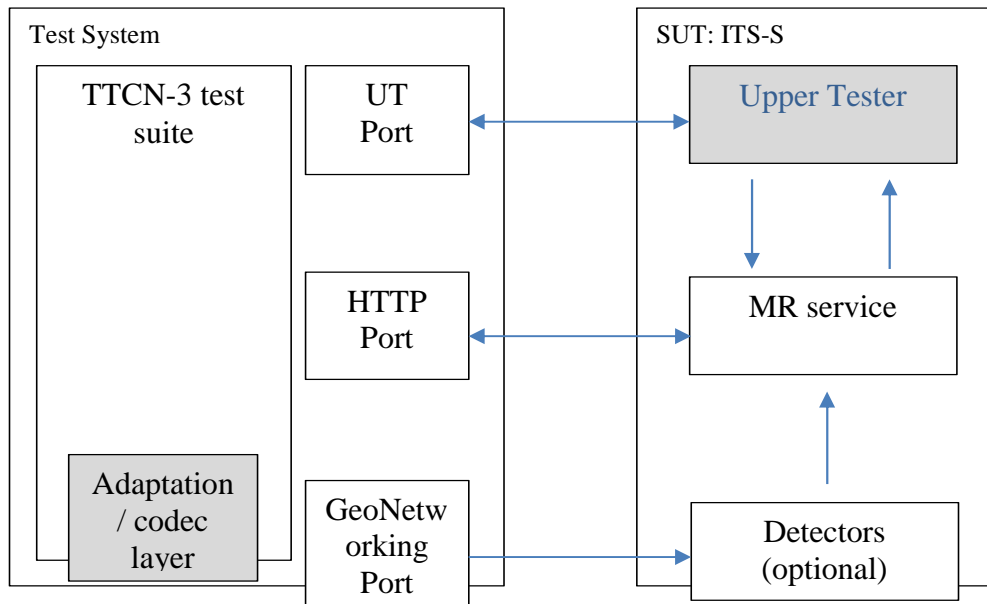 Test System
TTCN-3 test
suite
Adaptation
/ codec
layer
UT
Port
HTTP
Port
GeoNetw
orking
Port
SUT: ITS-S
Upper Tester
MR service
Detectors
(optional)